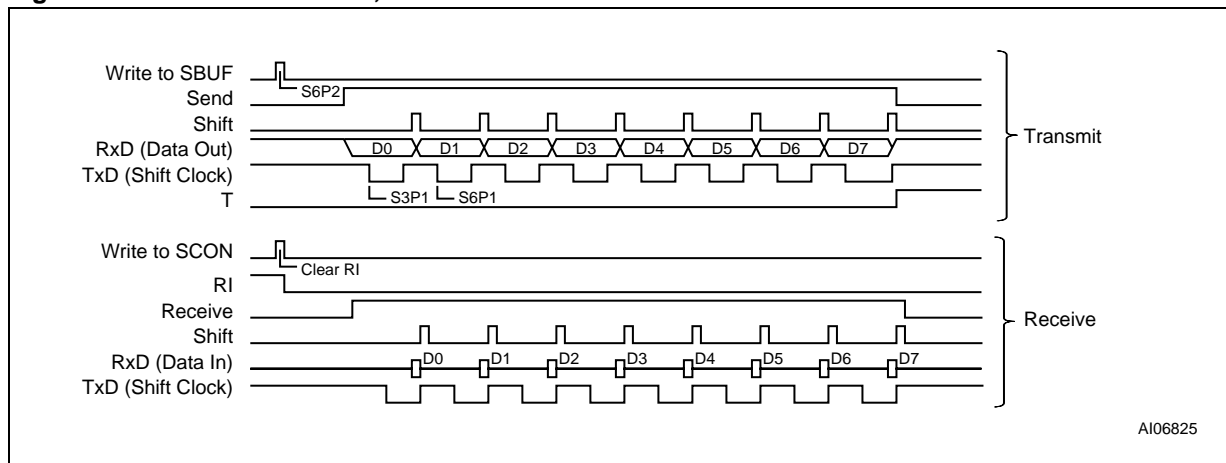 Write to SBUF
S6P2
Send
Shift
RxD (Data Out)
D0 D1 D2 D3 D4 D5 D6 D7
TxD (Shift Clock)
S3P1 S6P1
T
Transmit
Write to SCON
Clear RI
RI
Receive
Shift
RxD (Data In)
D0 D1 D2 D3 D4 D5 D6 D7
TxD (Shift Clock)
Receive
AI06825